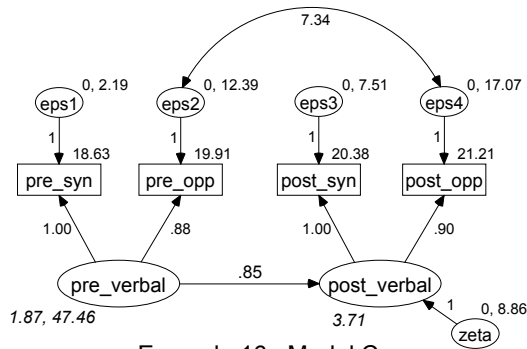 7.34
0, 2.19
0, 12.39
0, 7.51
0, 17.07
eps1
eps2
eps3
eps4
1
1
1
1
18.63
19.91
20.38
21.21
pre_syn
pre_opp
post_syn
post_opp
1.00
.88
1.00
.90
pre_verbal
.85
post_verbal
1.87, 47.46
3.71
1
0, 8.86
zeta